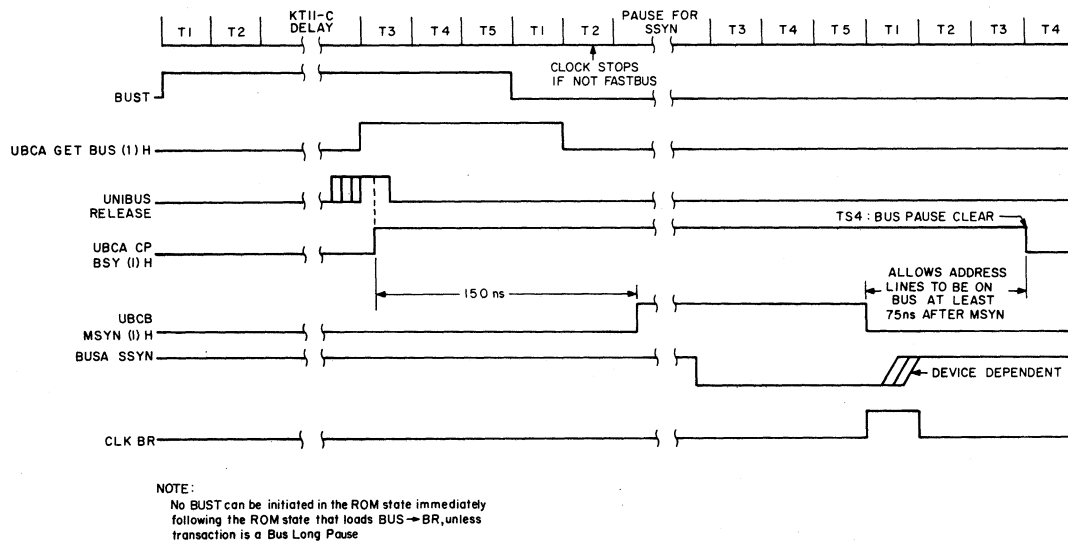 KT11-C
DELAY
PAUSE FOR
SSYN
T1 T2 T3 T4 T5 T1 T2 T3 T4 T5 T1 T2 T3 T4
CLOCK STOPS
IF NOT FASTBUS
BUST
UBCA GET BUS (1) H
UNIBUS
RELEASE
TS4 : BUS PAUSE CLEAR
UBCA CP
BSY (1) H
150 ns
ALLOWS ADDRESS
LINES TO BE ON
BUS AT LEAST
75ns AFTER MSYN
UBCB
MSYN (1) H
BUSA SSYN
DEVICE DEPENDENT
CLK BR
NOTE:
No BUST can be initiated in the ROM state immediately
following the ROM state that loads BUS → BR, unless
transaction is a Bus Long Pause